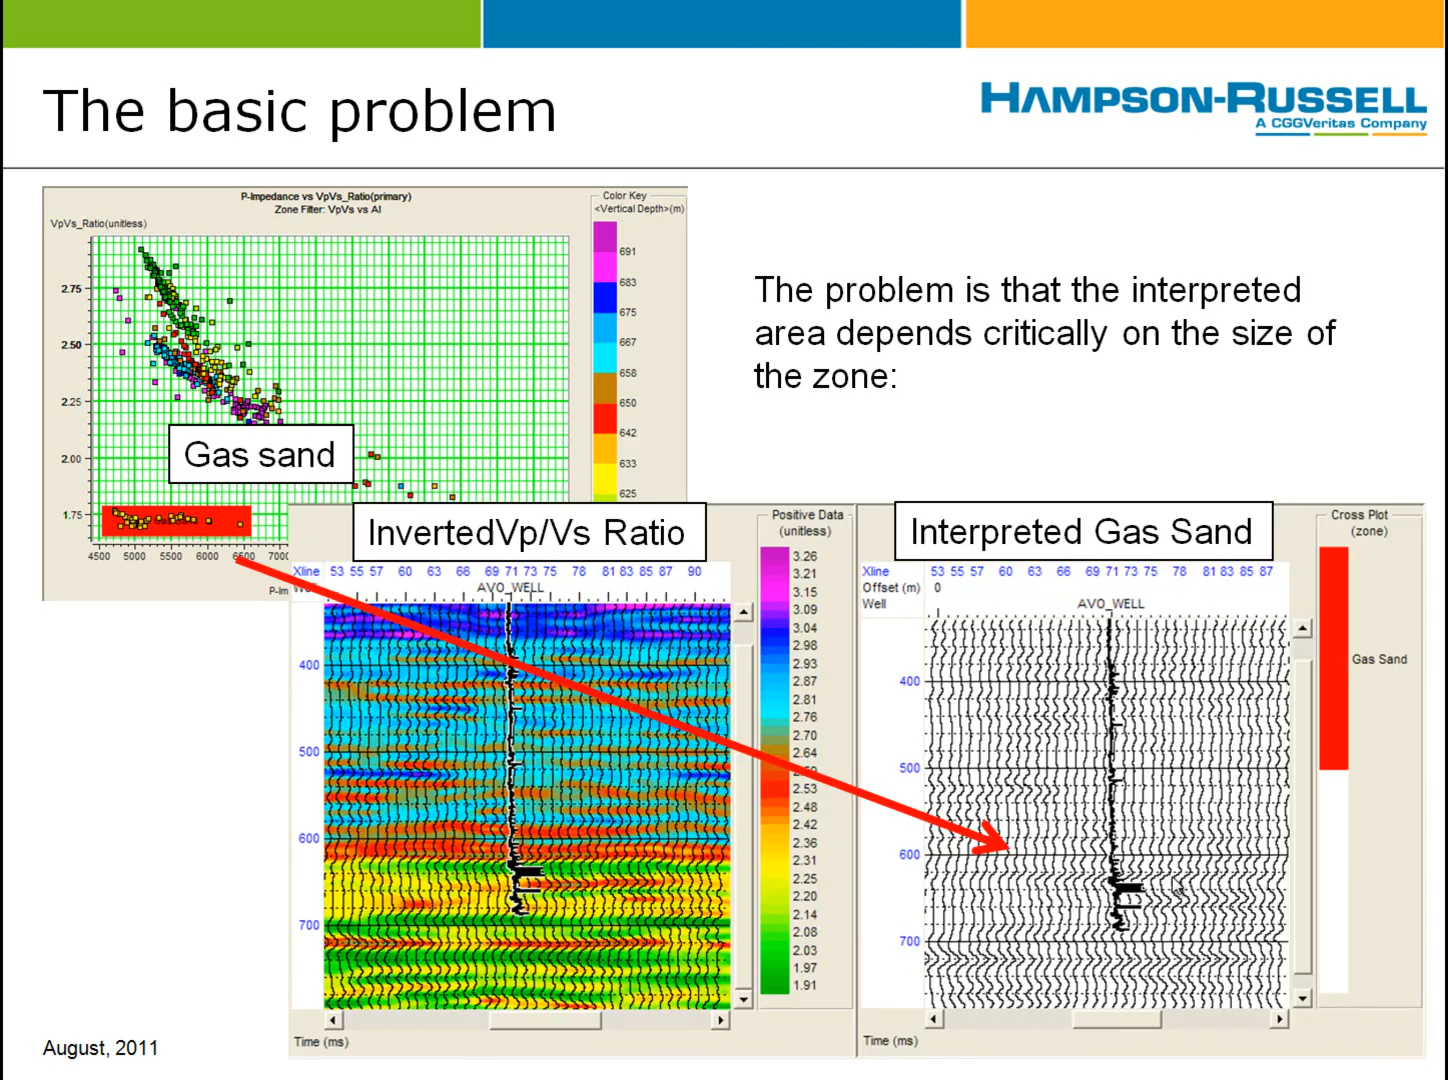 The basic problem
HAMPSON-RUSSELL
A CGGVeritas Company
P-Impedance vs VpVs_Ratio(primary)
Zone Filter: VpVs vs AI
VpVs_Ratio(unitless)
2.75
2.50
2.25
2.00
1.75
4500 5000 5500 6000 6500 7000
P-Im
Color Key
<Vertical Depth>(m)
691
683
675
667
658
650
642
633
625
Gas sand
The problem is that the interpreted
area depends critically on the size of
the zone:
InvertedVp/Vs Ratio
Xline 53 55 57 60 63 66 69 71 73 75 78 81 83 85 87 90
AVO_WELL
400
500
600
700
Time (ms)
Positive Data
(unitless)
3.26
3.21
3.15
3.09
3.04
2.98
2.93
2.87
2.81
2.76
2.70
2.64
2.53
2.48
2.42
2.36
2.31
2.25
2.20
2.14
2.08
2.03
1.97
1.91
Interpreted Gas Sand
Xline 53 55 57 60 63 66 69 71 73 75 78 81 83 85 87
Offset (m) 0
Well AVO_WELL
400
500
600
700
Time (ms)
Cross Plot
(zone)
Gas Sand
August, 2011